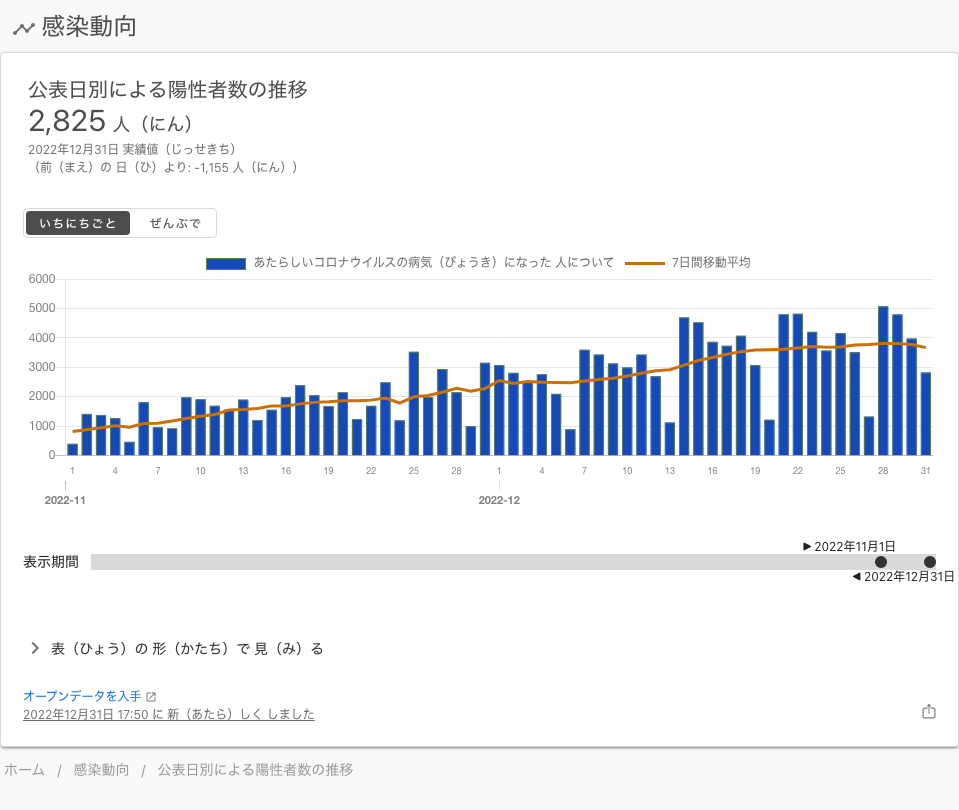 感染動向
公表日別による陽性者数の推移
2,825 人（にん）
2022年12月31日 実績値（じっせきち）
（前（まえ）の 日（ひ）より: -1,155 人（にん））
いちにちごと ぜんぶで
あたらしいコロナウイルスの病気（びょうき）になった 人について 7日間移動平均
6000
5000
4000
3000
2000
1000
0
1 4 7 10 13 16 19 22 25 28 1 4 7 10 13 16 19 22 25 28 31
2022-11 2022-12
2022年11月1日
表示期間
2022年12月31日
表（ひょう）の 形（かたち）で 見（み）る
オープンデータを入手
2022年12月31日 17:50 に 新（あたら）しく しました
ホーム / 感染動向 / 公表日別による陽性者数の推移